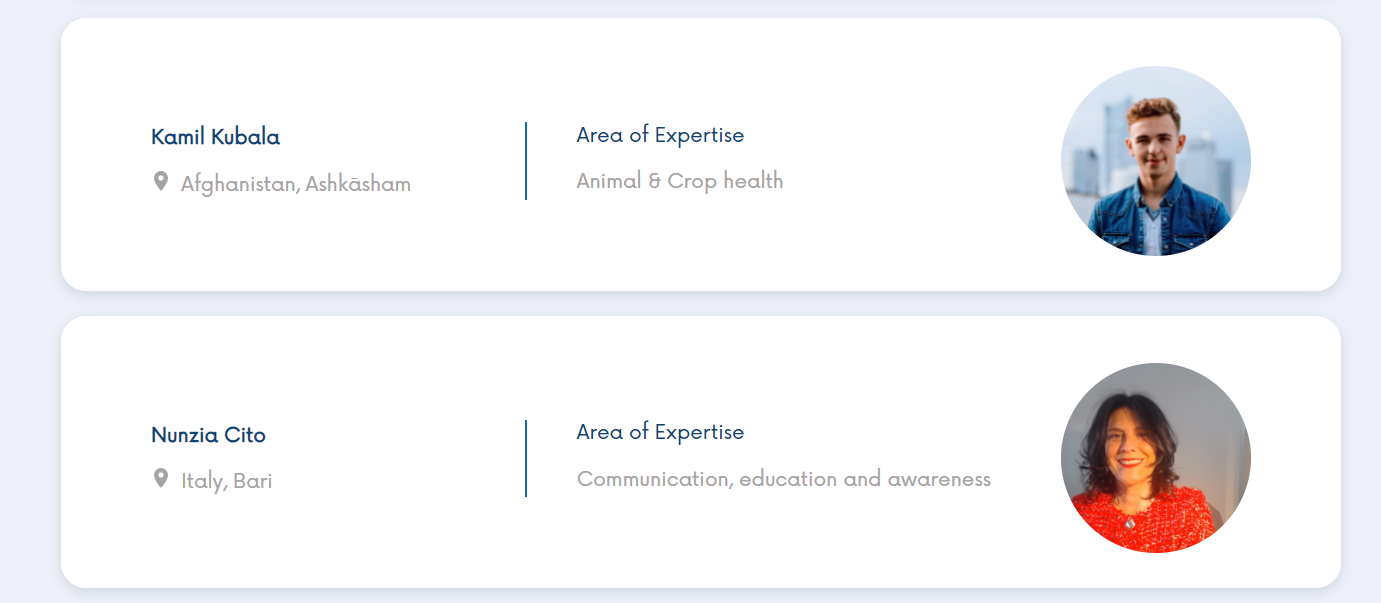 Kamil Kubala
Afghanistan, Ashkāsham
Area of Expertise
Animal & Crop health
Nunzia Cito
Italy, Bari
Area of Expertise
Communication, education and awareness